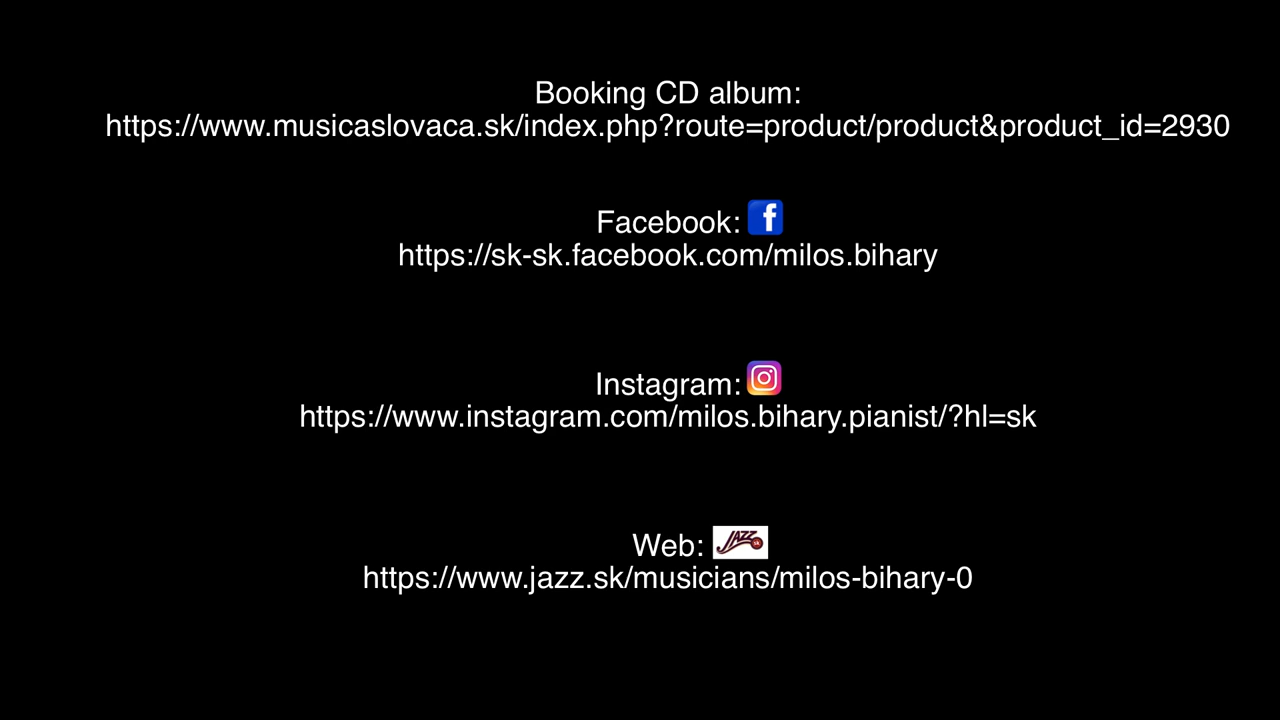 Booking CD album:
https://www.musicaslovaca.sk/index.php?route=product/product&product_id=2930
Facebook: f
https://sk-sk.facebook.com/milos.bihary
Instagram:
https://www.instagram.com/milos.bihary.pianist/?hl=sk
Web: JAZZ sk
https://www.jazz.sk/musicians/milos-bihary-0